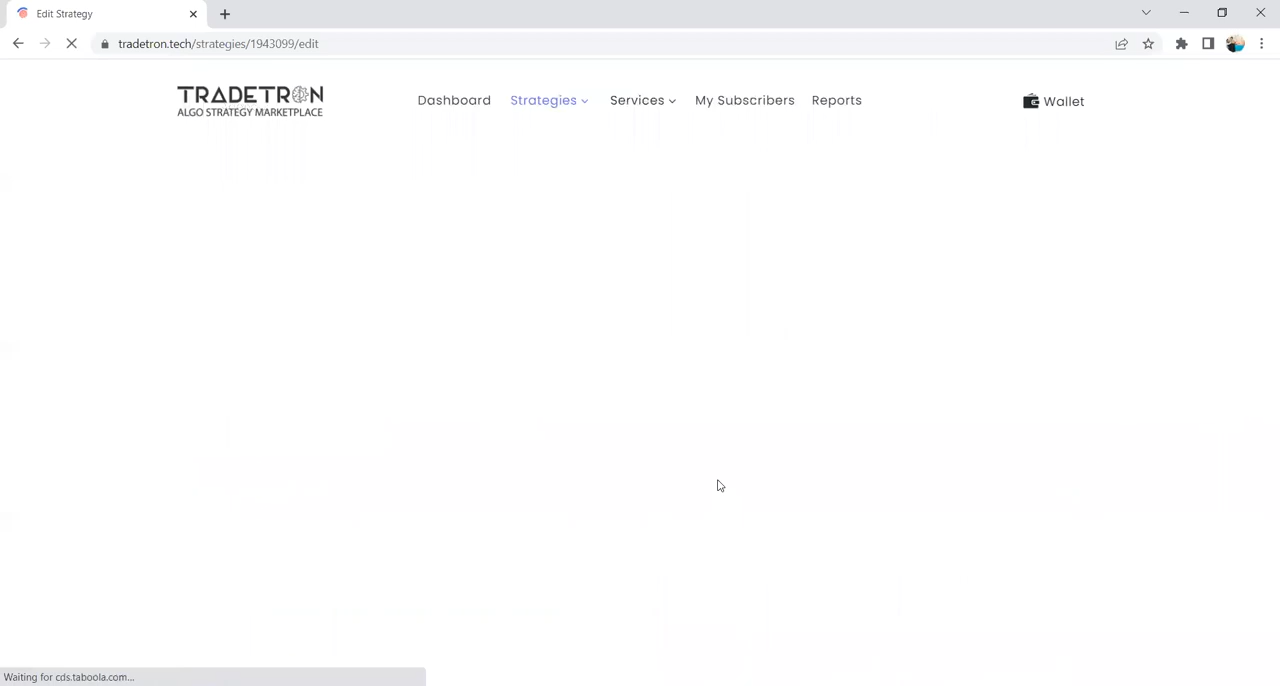 Edit Strategy
tradetron.tech/strategies/1943099/edit
TRADETRON
ALGO STRATEGY MARKETPLACE
Dashboard Strategies Services My Subscribers Reports Wallet
Waiting for cds.taboola.com...